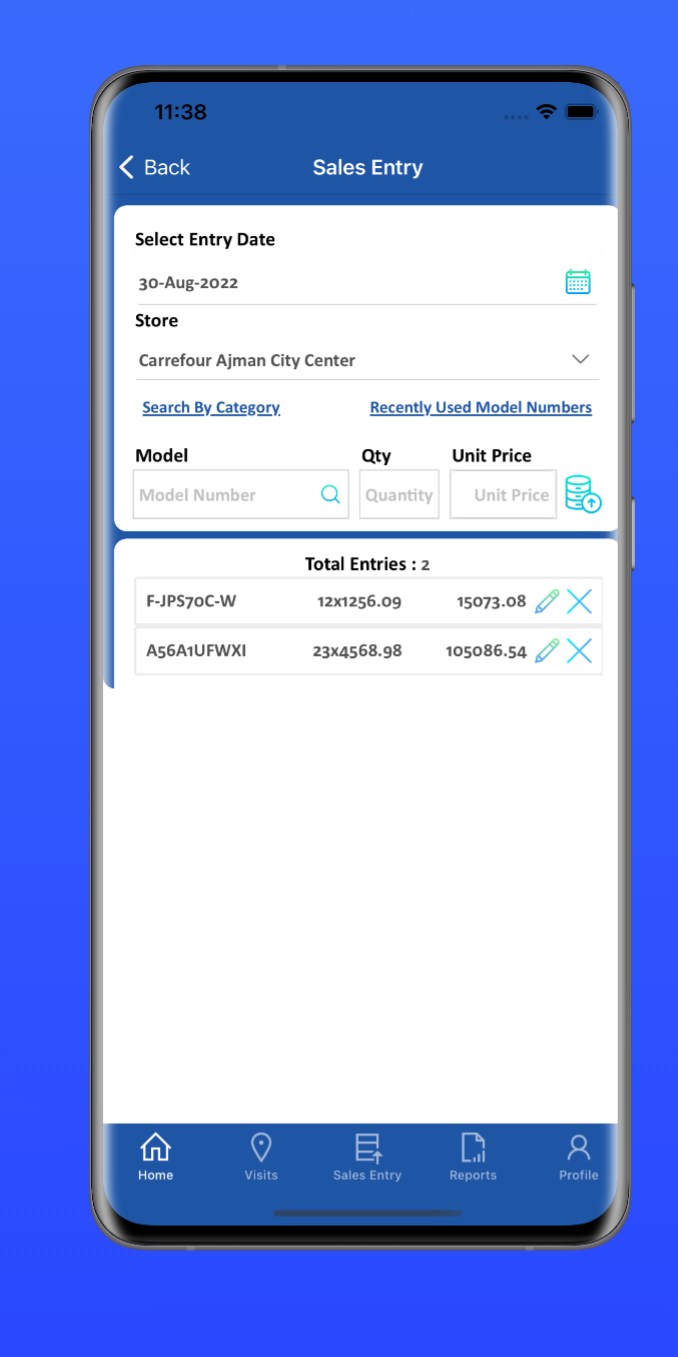 11:38
Back Sales Entry
Select Entry Date
30-Aug-2022
Store
Carrefour Ajman City Center
Search By Category Recently Used Model Numbers
Model Qty Unit Price
Model Number Quantity Unit Price
Total Entries : 2
F-JPS70C-W 12x1256.09 15073.08
A56A1UFWXI 23x4568.98 105086.54
Home Visits Sales Entry Reports Profile